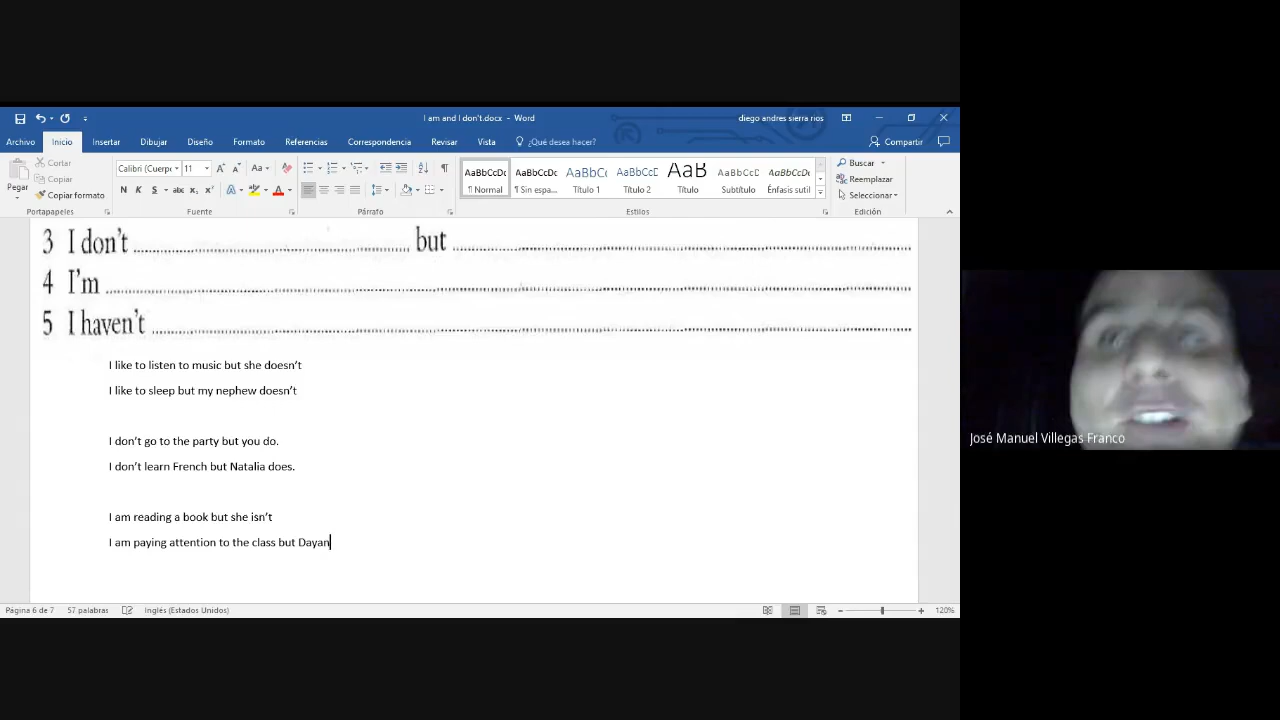 I am and I don't.docx - Word
diego andres sierra rios
Archivo Inicio Insertar Dibujar Diseño Formato Referencias Correspondencia Revisar Vista ¿Qué desea hacer? Compartir
Pegar
Cortar
Copiar
Copiar formato
Portapapeles
Calibri (Cuerpo 11
Aa
N K S abc x₂ x²
Fuente
Párrafo
AaBbCcDc AaBbCcDc AaBbCc AaBbCcD AaB AaBbCcD AaBbCcDc
¶ Normal ¶ Sin espa... Título 1 Título 2 Título Subtítulo Énfasis sutil
Estilos
Buscar
Reemplazar
Seleccionar
Edición
3 I don't ........ but ........
4 I'm ........
5 I haven't ........
I like to listen to music but she doesn't
I like to sleep but my nephew doesn't
I don't go to the party but you do.
I don't learn French but Natalia does.
I am reading a book but she isn't
I am paying attention to the class but Dayan
Página 6 de 7 57 palabras Inglés (Estados Unidos) 120%
José Manuel Villegas Franco